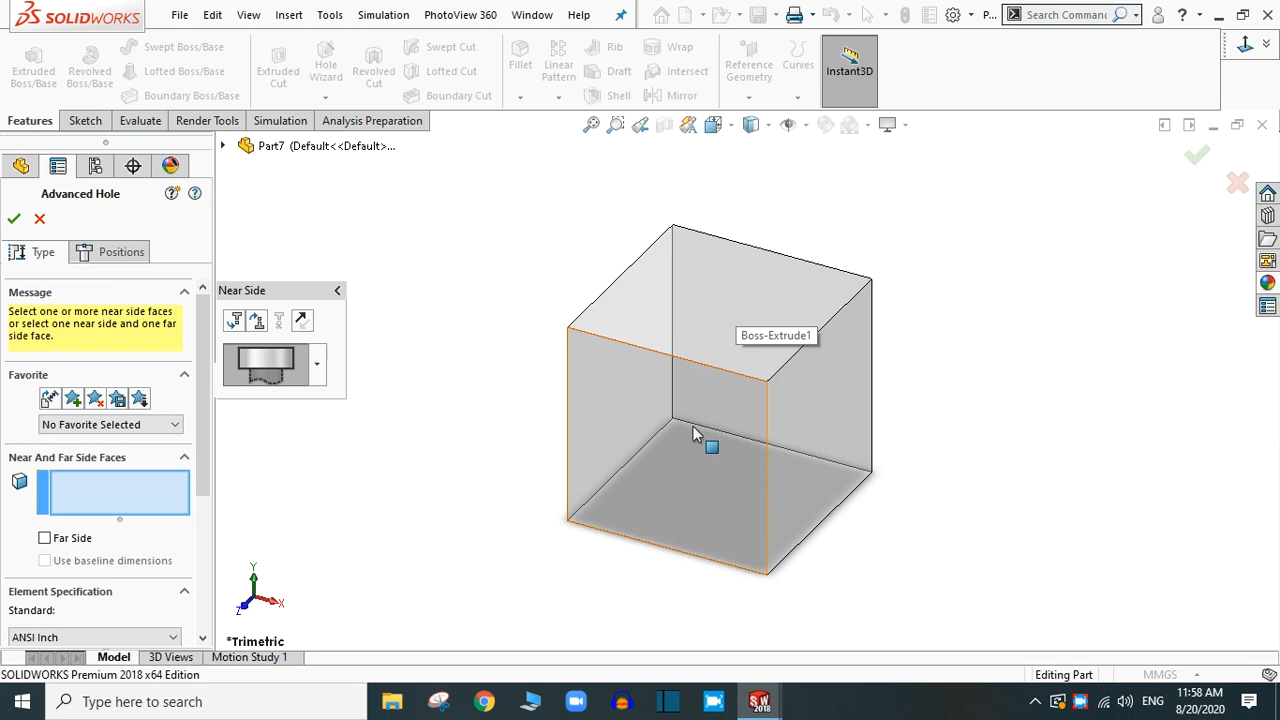 SOLIDWORKS File Edit View Insert Tools Simulation PhotoView 360 Window Help P... Search Commanc ?
Extruded Boss/Base
Revolved Boss/Base
Swept Boss/Base
Lofted Boss/Base
Boundary Boss/Base
Extruded Cut
Hole Wizard
Revolved Cut
Swept Cut
Lofted Cut
Boundary Cut
Fillet
Linear Pattern
Rib
Draft
Shell
Wrap
Intersect
Mirror
Reference Geometry
Curves
Instant3D
Features Sketch Evaluate Render Tools Simulation Analysis Preparation
Part7 (Default<<Default>...
Advanced Hole
Type Positions
Message
Select one or more near side faces
or select one near side and one far
side face.
Favorite
No Favorite Selected
Near And Far Side Faces
Far Side
Use baseline dimensions
Element Specification
Standard:
ANSI Inch
Near Side
Boss-Extrude1
Y
X
Z
*Trimetric
Model 3D Views Motion Study 1
SOLIDWORKS Premium 2018 x64 Edition Editing Part MMGS
Type here to search
SW
2018
ENG
11:58 AM
8/20/2020